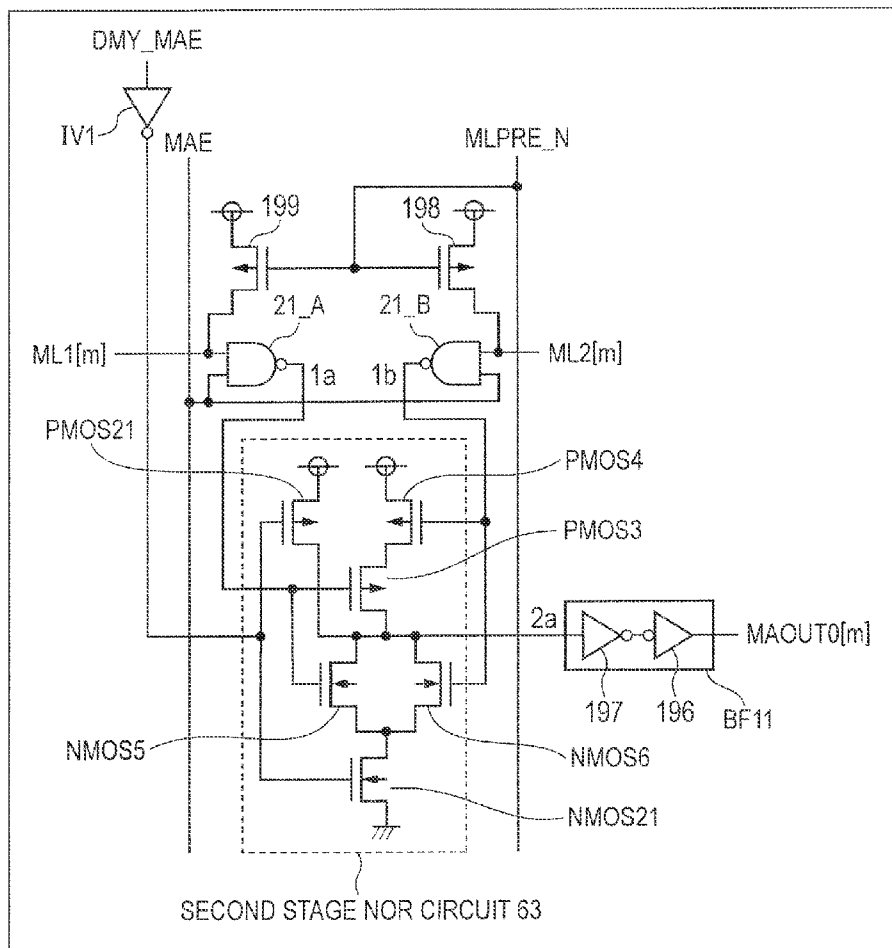 DMY_MAE
IV1
MAE
MLPRE_N
199
198
21_A
21_B
ML1[m]
1a
1b
ML2[m]
PMOS21
PMOS4
PMOS3
2a
MAOUT0[m]
197
196
BF11
NMOS5
NMOS6
NMOS21
SECOND STAGE NOR CIRCUIT 63